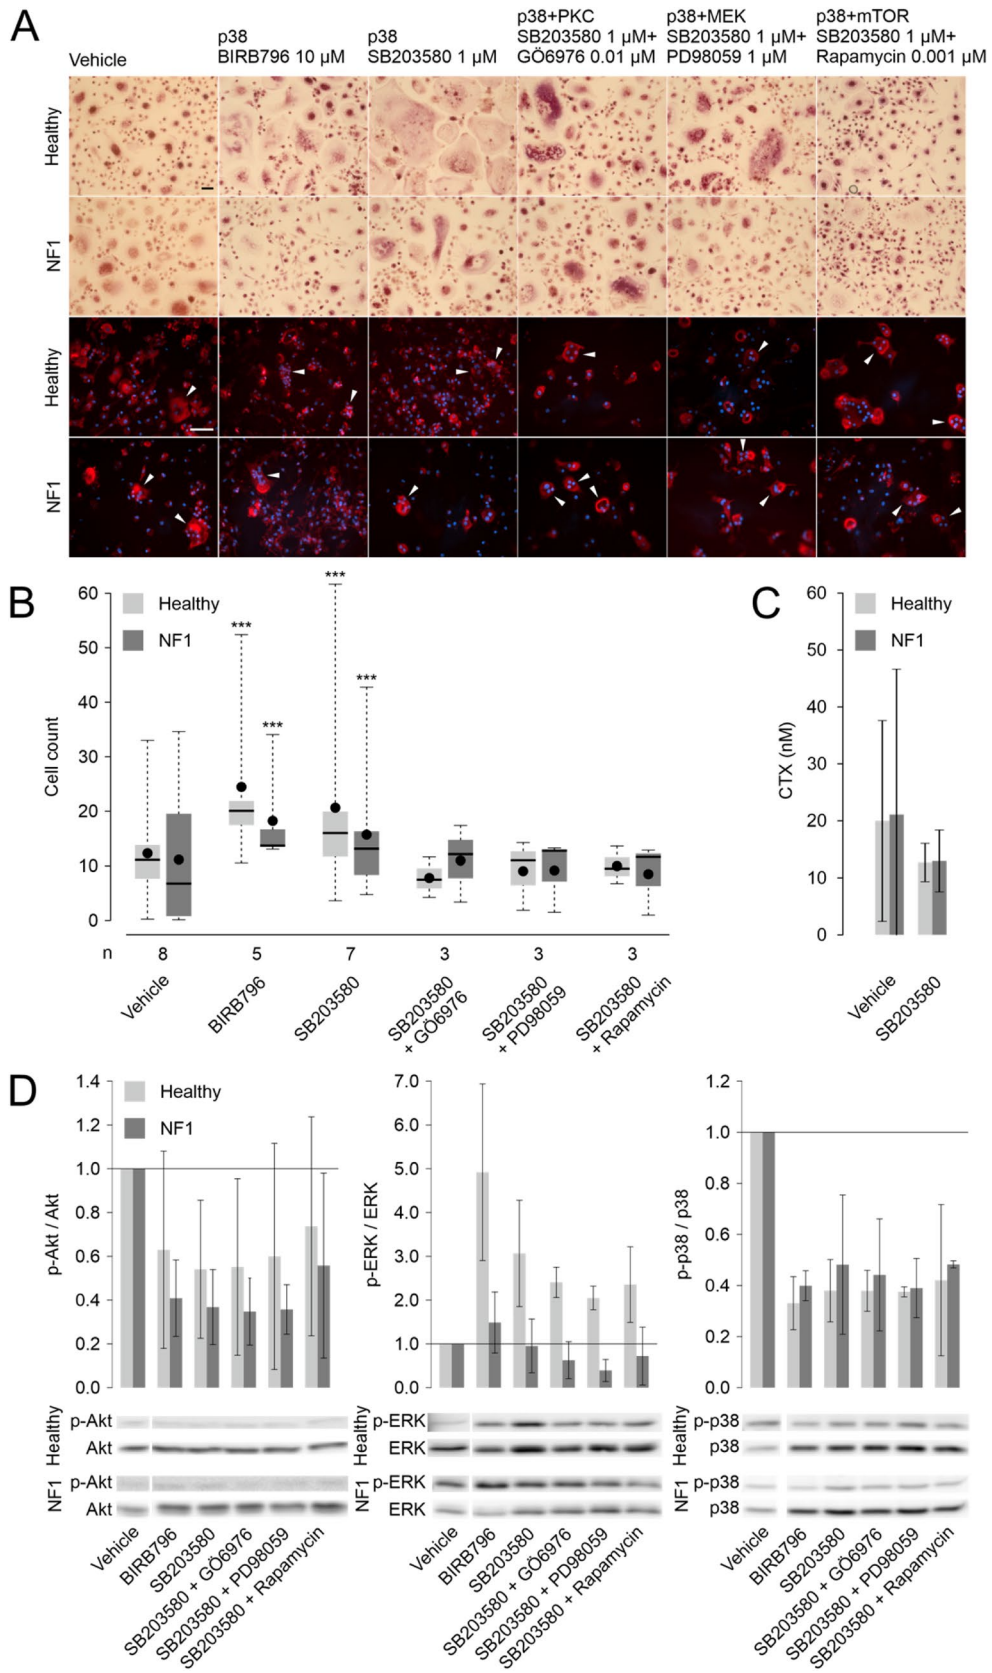 A
Vehicle
p38
BIRB796 10 µM
p38
SB203580 1 µM
p38+PKC
SB203580 1 µM+
GÖ6976 0.01 µM
p38+MEK
SB203580 1 µM+
PD98059 1 µM
p38+mTOR
SB203580 1 µM+
Rapamycin 0.001 µM
Healthy
NF1
Healthy
NF1
B
Cell count
60
50
40
30
20
10
0
Healthy
NF1
***
***
***
***
n 8 5 7 3 3 3
Vehicle
BIRB796
SB203580
SB203580
+ GÖ6976
SB203580
+ PD98059
SB203580
+ Rapamycin
C
CTX (nM)
60
50
40
30
20
10
0
Healthy
NF1
Vehicle
SB203580
D
p-Akt / Akt
1.4
1.2
1.0
0.8
0.6
0.4
0.2
0.0
Healthy
NF1
p-ERK / ERK
7.0
6.0
5.0
4.0
3.0
2.0
1.0
0.0
p-p38 / p38
1.2
1.0
0.8
0.6
0.4
0.2
0.0
Healthy
p-Akt
Akt
NF1
p-Akt
Akt
Vehicle
BIRB796
SB203580
SB203580 + GÖ6976
SB203580 + PD98059
SB203580 + Rapamycin
Healthy
p-ERK
ERK
NF1
p-ERK
ERK
Vehicle
BIRB796
SB203580
SB203580 + GÖ6976
SB203580 + PD98059
SB203580 + Rapamycin
Healthy
p-p38
p38
NF1
p-p38
p38
Vehicle
BIRB796
SB203580
SB203580 + GÖ6976
SB203580 + PD98059
SB203580 + Rapamycin